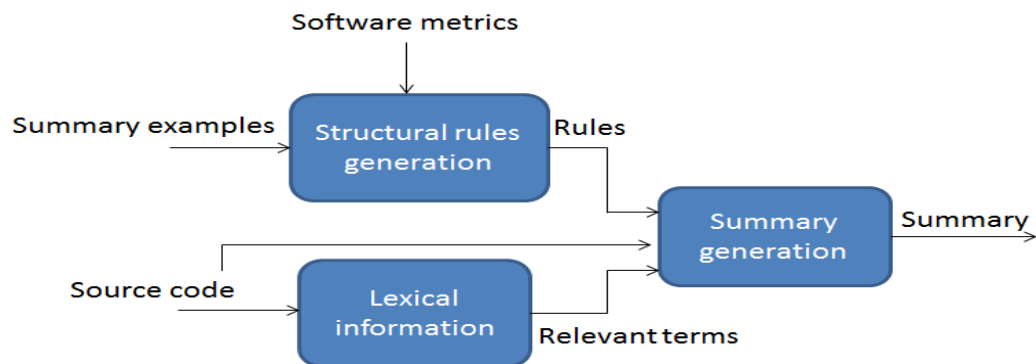 Software metrics
Summary examples
Structural rules
generation
Rules
Summary
generation
Summary
Source code
Lexical
information
Relevant terms